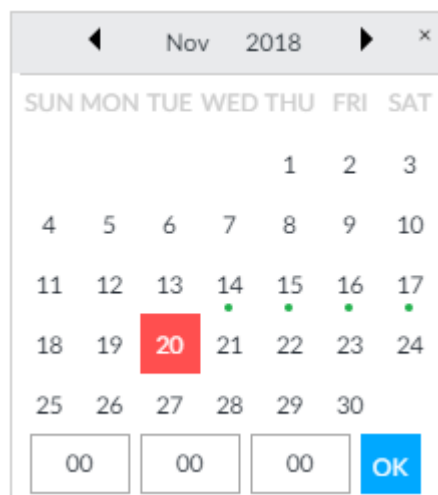 Nov 2018 ×
SUN MON TUE WED THU FRI SAT
1 2 3
4 5 6 7 8 9 10
11 12 13 14 15 16 17
18 19 20 21 22 23 24
25 26 27 28 29 30
00 00 00 OK